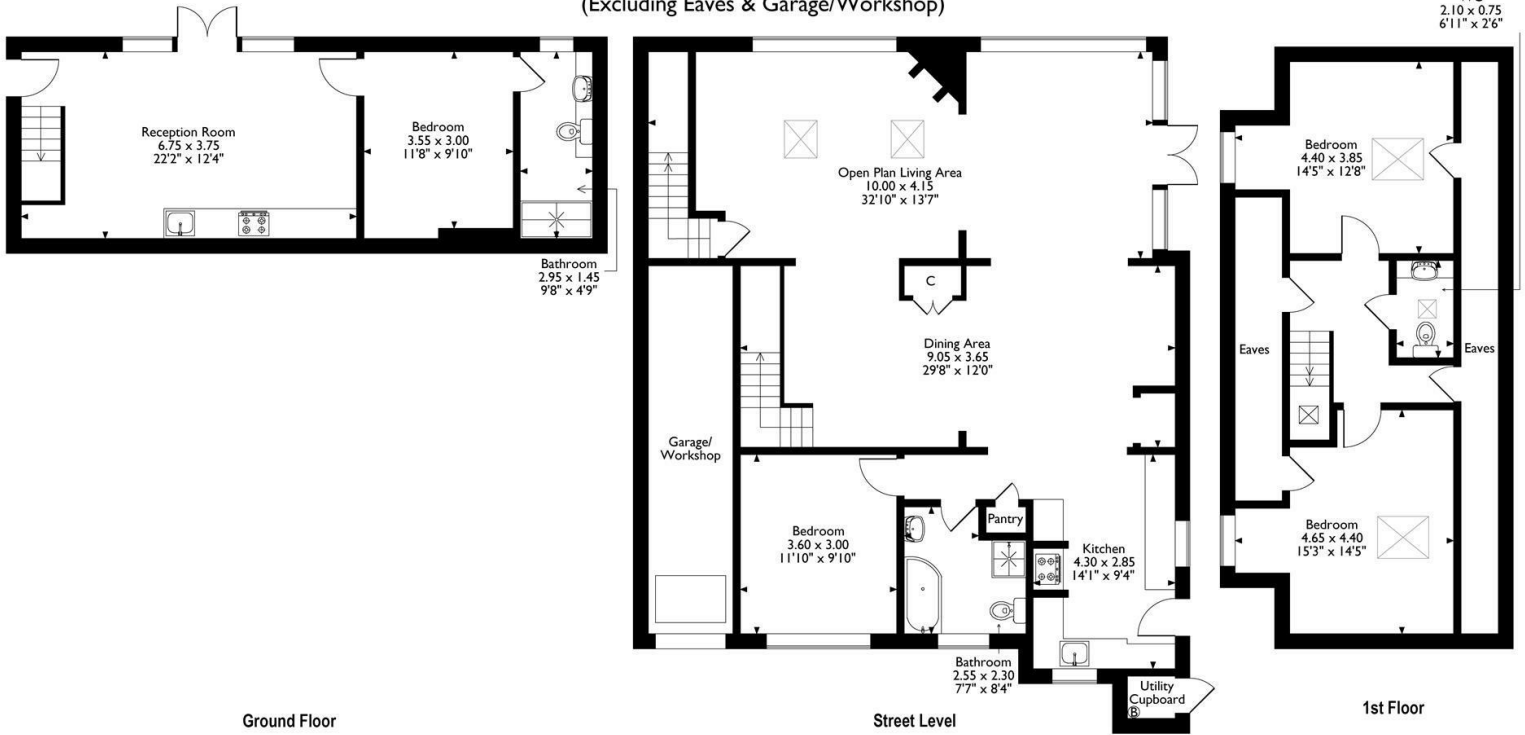 (Excluding Eaves & Garage/Workshop)
2.10 x 0.75
6'11" x 2'6"
Reception Room
6.75 x 3.75
22'2" x 12'4"
Bedroom
3.55 x 3.00
11'8" x 9'10"
Bathroom
2.95 x 1.45
9'8" x 4'9"
Ground Floor
Open Plan Living Area
10.00 x 4.15
32'10" x 13'7"
C
Dining Area
9.05 x 3.65
29'8" x 12'0"
Garage/
Workshop
Bedroom
3.60 x 3.00
11'10" x 9'10"
Pantry
Kitchen
4.30 x 2.85
14'1" x 9'4"
Bathroom
2.55 x 2.30
7'7" x 8'4"
Utility
Cupboard
B
Street Level
Bedroom
4.40 x 3.85
14'5" x 12'8"
Eaves
Eaves
Bedroom
4.65 x 4.40
15'3" x 14'5"
1st Floor